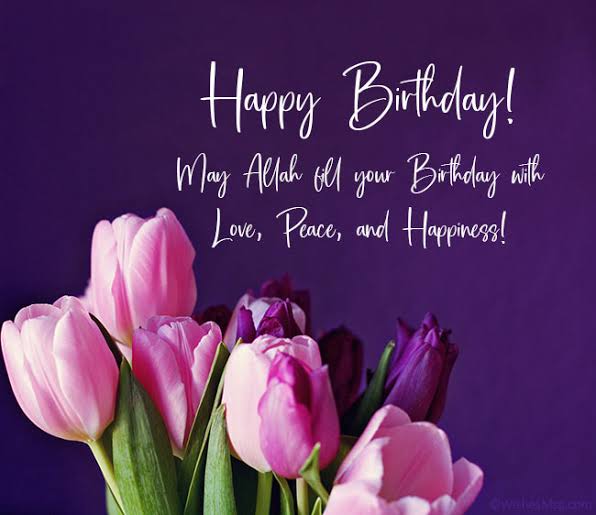 Happy Birthday!
May Allah fill your Birthday with
Love, Peace, and Happiness!
©WishesMsg.com